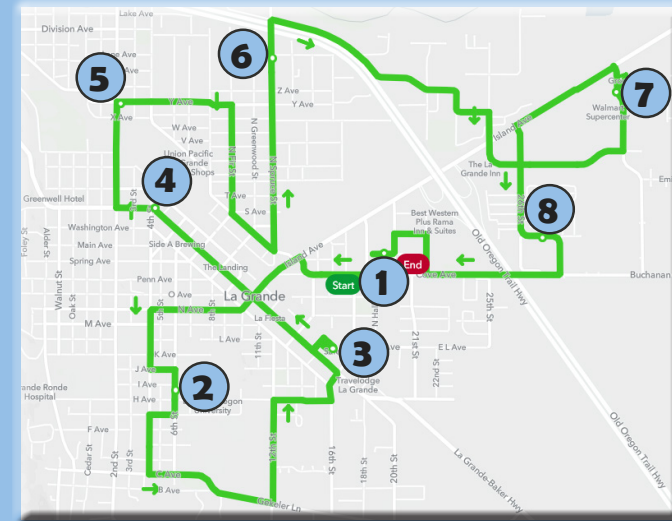 Lake Ave
Division Ave
6
5
Z Ave
Y Ave
Y Ave
X Ave
N Greenwood St
7
Walmart
Supercenter
Island Ave
W Ave
V Ave
Union Pacific
Shops
The La
Grande Inn
4
T Ave
S Ave
Greenwell Hotel
4th
Washington Ave
Side A Brewing
Main Ave
Spring Ave
Foley St
Alder St
Walnut St
Oak St
The Landing
Island Ave
Best Western
Plus Rama
Inn & Suites
8
Old Oregon Trail Hwy
End
Start
1
Buchanan
Penn Ave
O Ave
La Grande
5th St
8th St
M Ave
La Fiesta
N Ha
25th St
L Ave
11th St
21st St
E L Ave
22nd St
3
K Ave
J Ave
I Ave
H Ave
2
Travelodge
La Grande
ande Ronde
Hospital
6th St
F Ave
Cedar St
2nd St
3rd St
16th St
18th St
20th St
La Grande-Baker Hwy
Old Oregon Trail Hwy
B Ave
Gekeler Ln